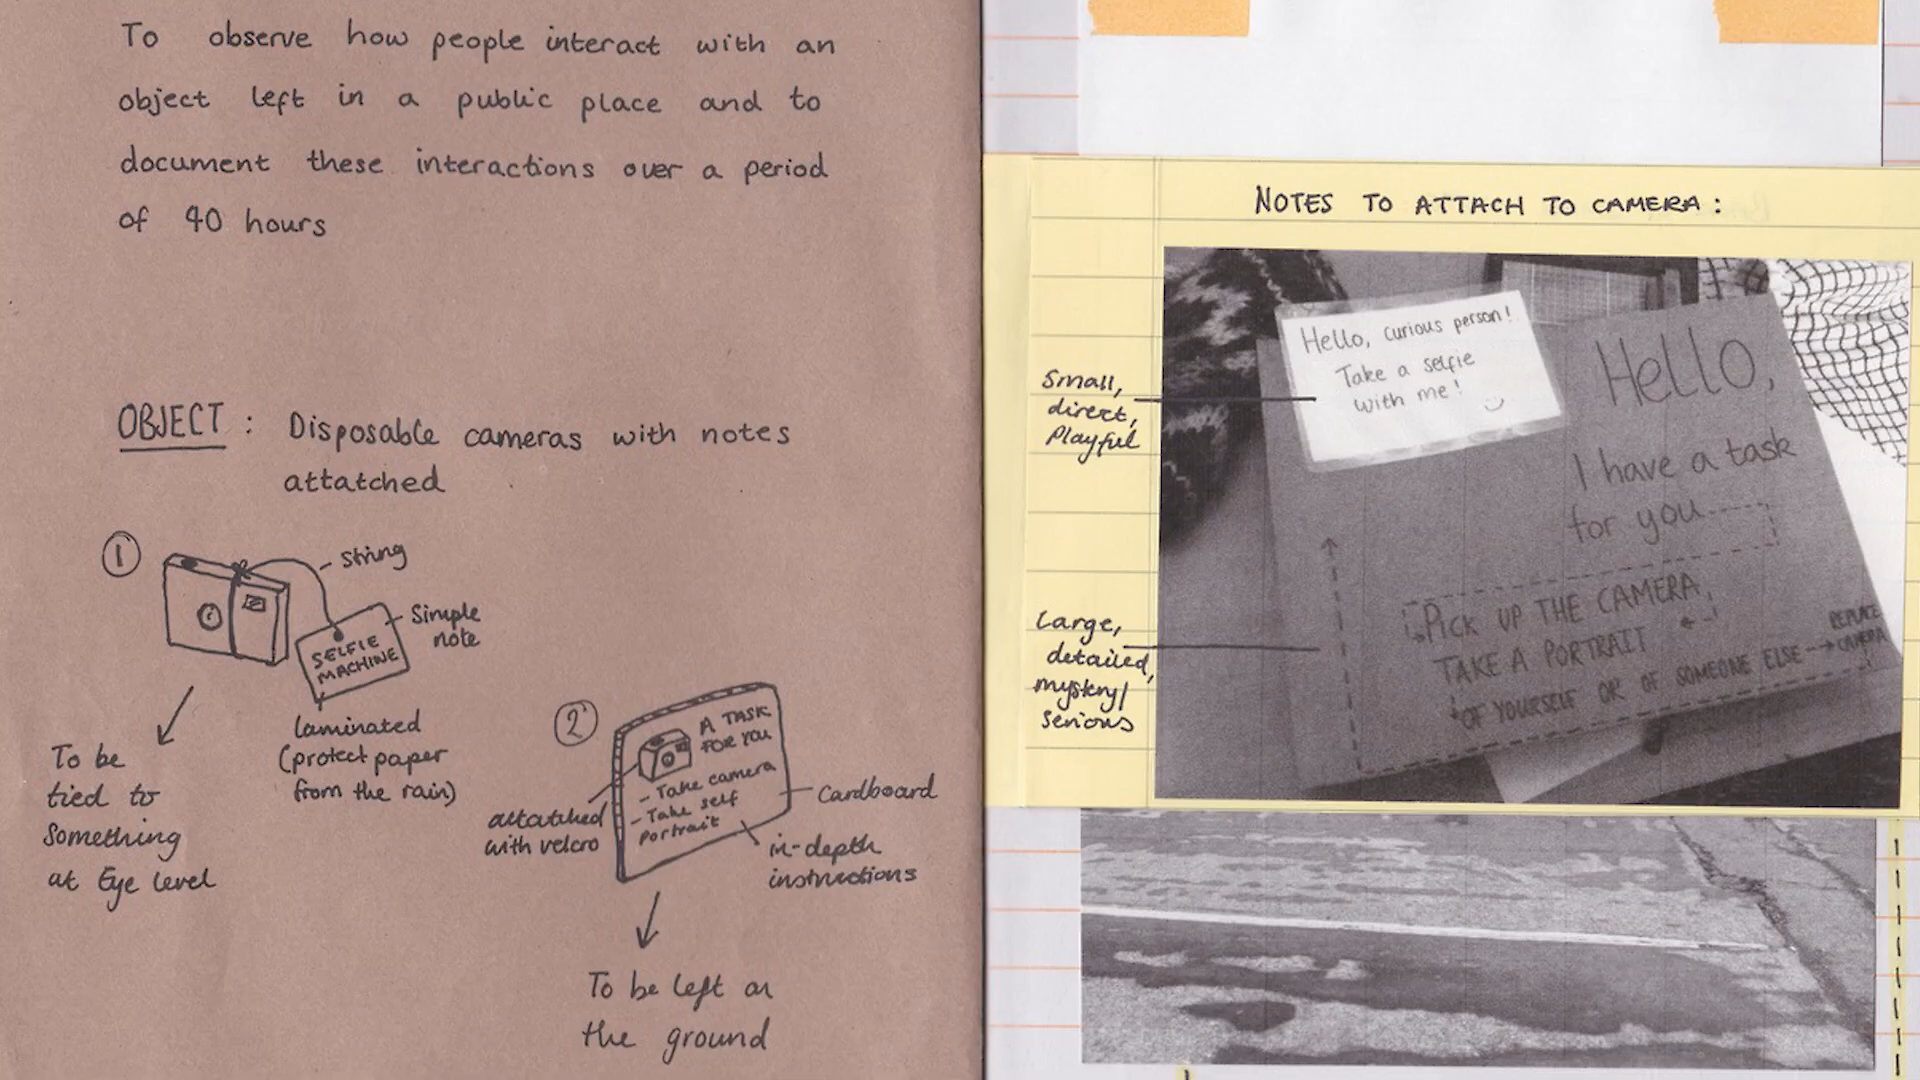 To observe how people interact with an
object left in a public place and to
document these interactions over a period
of 40 hours
OBJECT : Disposable cameras with notes
attatched
1
String
Simple
note
SELFIE
MACHINE
laminated
(protect paper
from the rain)
To be
tied to
something
at Eye level
2
A TASK
FOR YOU
- Take camera
- Take self
portrait
attatched
with velcro
Cardboard
in-depth
instructions
To be left on
the ground
NOTES TO ATTACH TO CAMERA :
Small,
direct,
Playful
Hello, curious person!
Take a selfie
with me!
Large,
detailed,
mystery/
Serious
Hello,
I have a task
for you
PICK UP THE CAMERA,
TAKE A PORTRAIT
OF YOURSELF OR OF SOMEONE ELSE
REPLACE
CAMERA